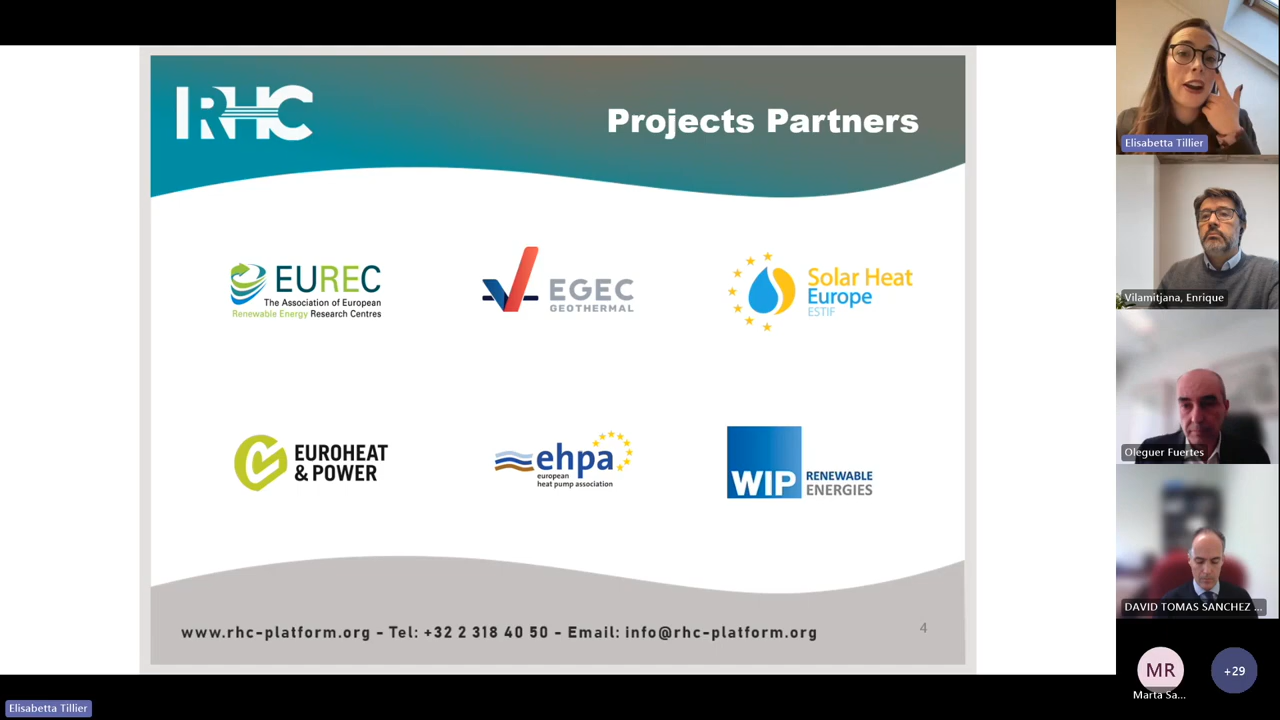 RHC
Projects Partners
EUREC
The Association of European
Renewable Energy Research Centres
EGEC
GEOTHERMAL
Solar Heat
Europe
ESTIF
EUROHEAT
& POWER
ehpa
european
heat pump association
WIP
RENEWABLE
ENERGIES
www.rhc-platform.org - Tel: +32 2 318 40 50 - Email: info@rhc-platform.org
4
Elisabetta Tillier
Vilamitjana, Enrique
Oleguer Fuertes
DAVID TOMAS SANCHEZ ...
MR
Marta Sa...
+29
Elisabetta Tillier